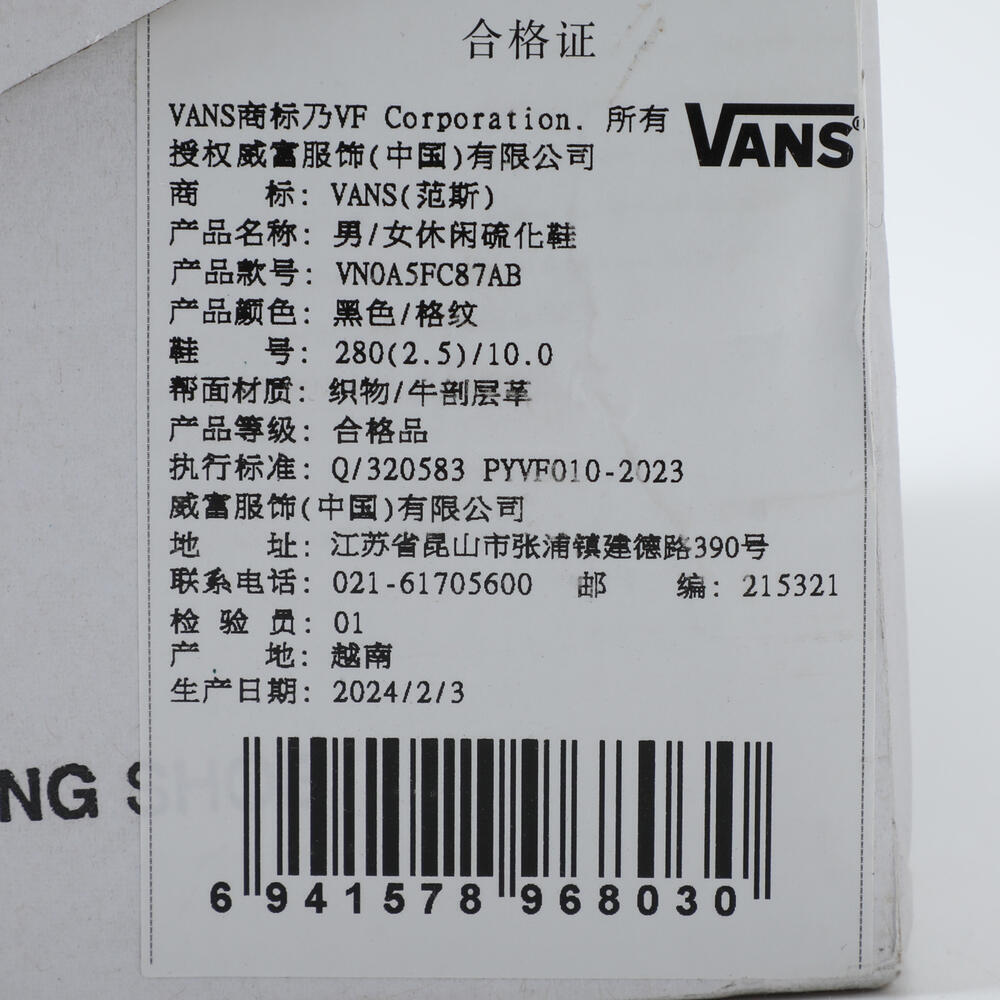 合格证
VANS商标乃VF Corporation. 所有
VANS®
授权威富服饰(中国)有限公司
商 标: VANS(范斯)
产品名称: 男/女休闲硫化鞋
产品款号: VN0A5FC87AB
产品颜色: 黑色/格纹
鞋 号: 280(2.5)/10.0
帮面材质: 织物/牛剖层革
产品等级: 合格品
执行标准: Q/320583 PYVF010-2023
威富服饰(中国)有限公司
地 址: 江苏省昆山市张浦镇建德路390号
联系电话: 021-61705600 邮 编: 215321
检 验 员: 01
产 地: 越南
生产日期: 2024/2/3
NG SHOE
6 941578 968030